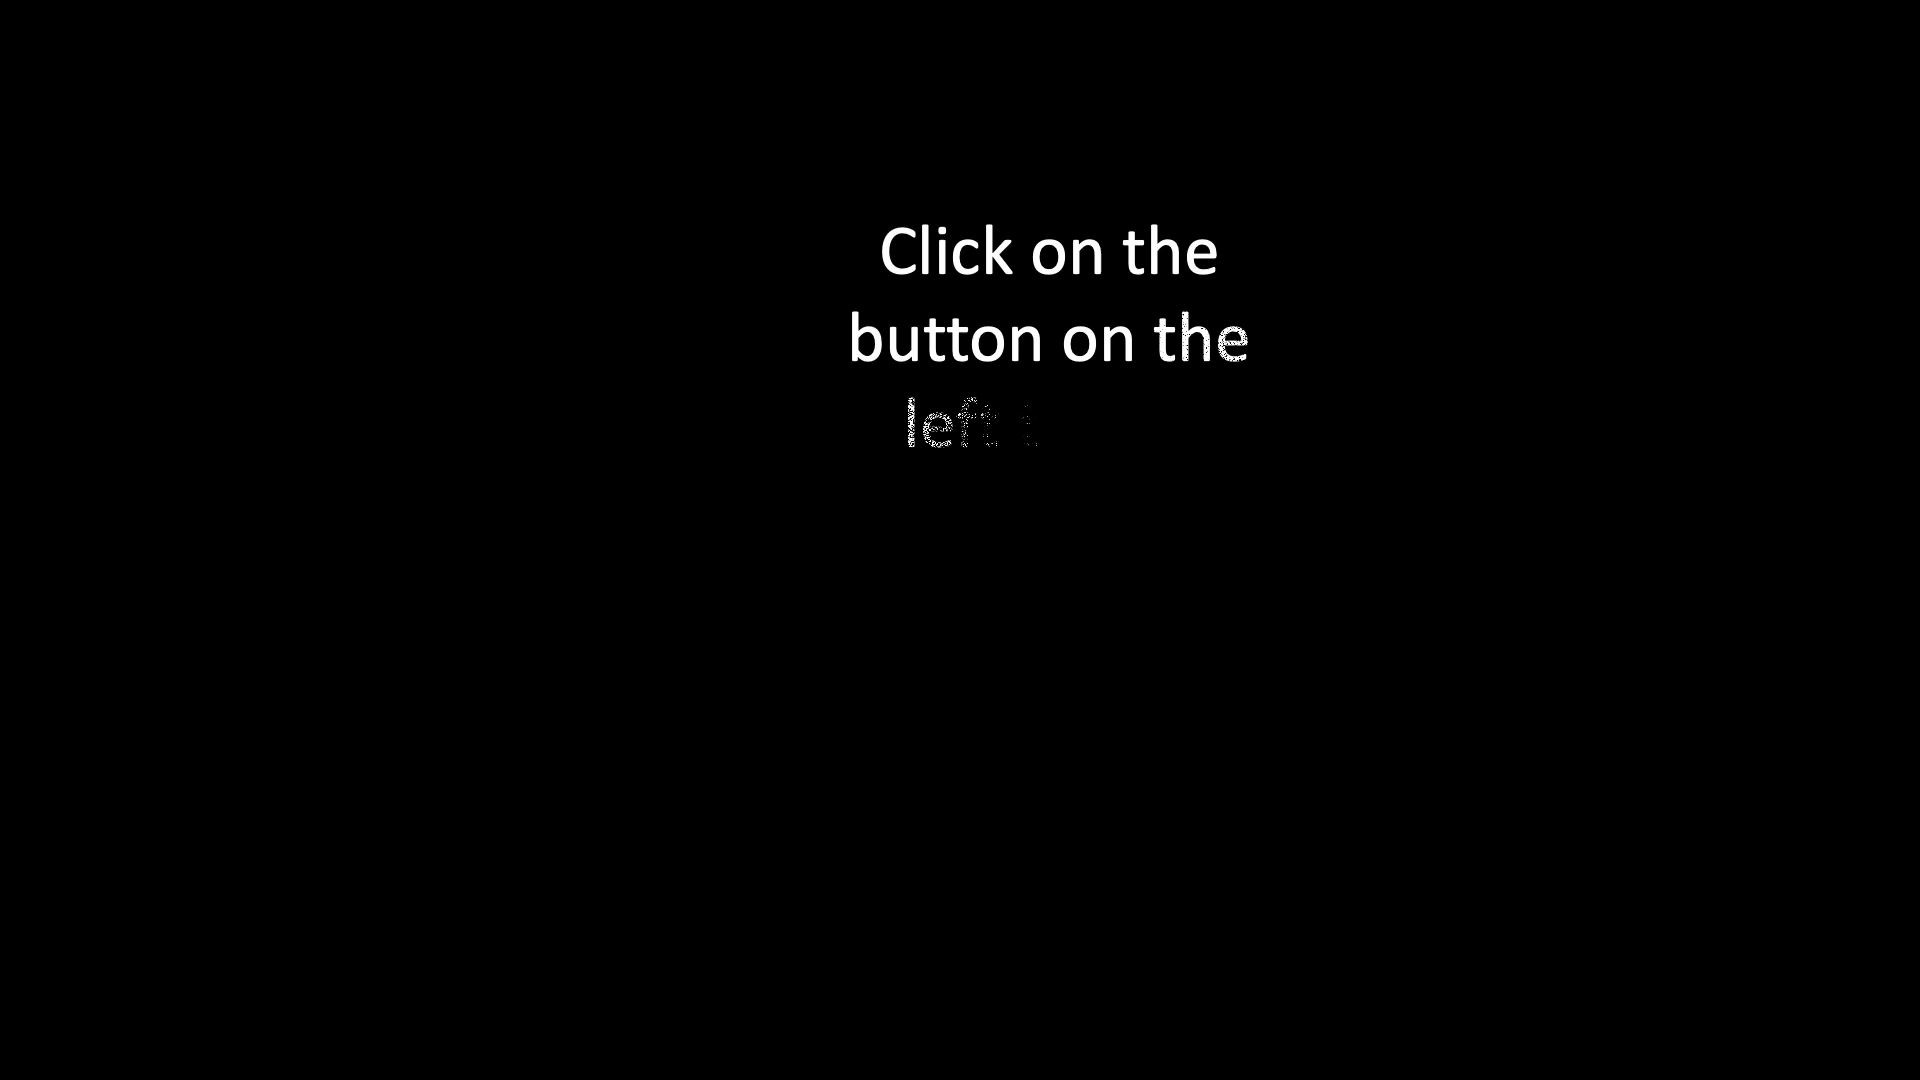 Click on the
button on the
left